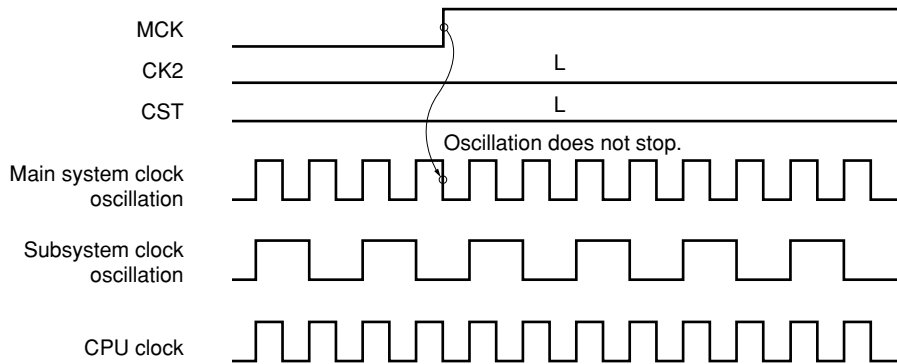 MCK
CK2
L
CST
L
Oscillation does not stop.
Main system clock
oscillation
Subsystem clock
oscillation
CPU clock